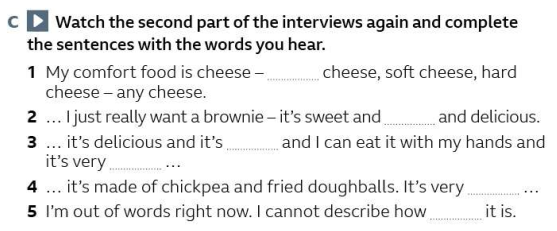 C Watch the second part of the interviews again and complete
the sentences with the words you hear.
1 My comfort food is cheese – ............ cheese, soft cheese, hard
cheese – any cheese.
2 … I just really want a brownie – it's sweet and ............ and delicious.
3 … it's delicious and it's ............ and I can eat it with my hands and
it's very ............ …
4 … it's made of chickpea and fried doughballs. It's very ............ …
5 I'm out of words right now. I cannot describe how ............ it is.